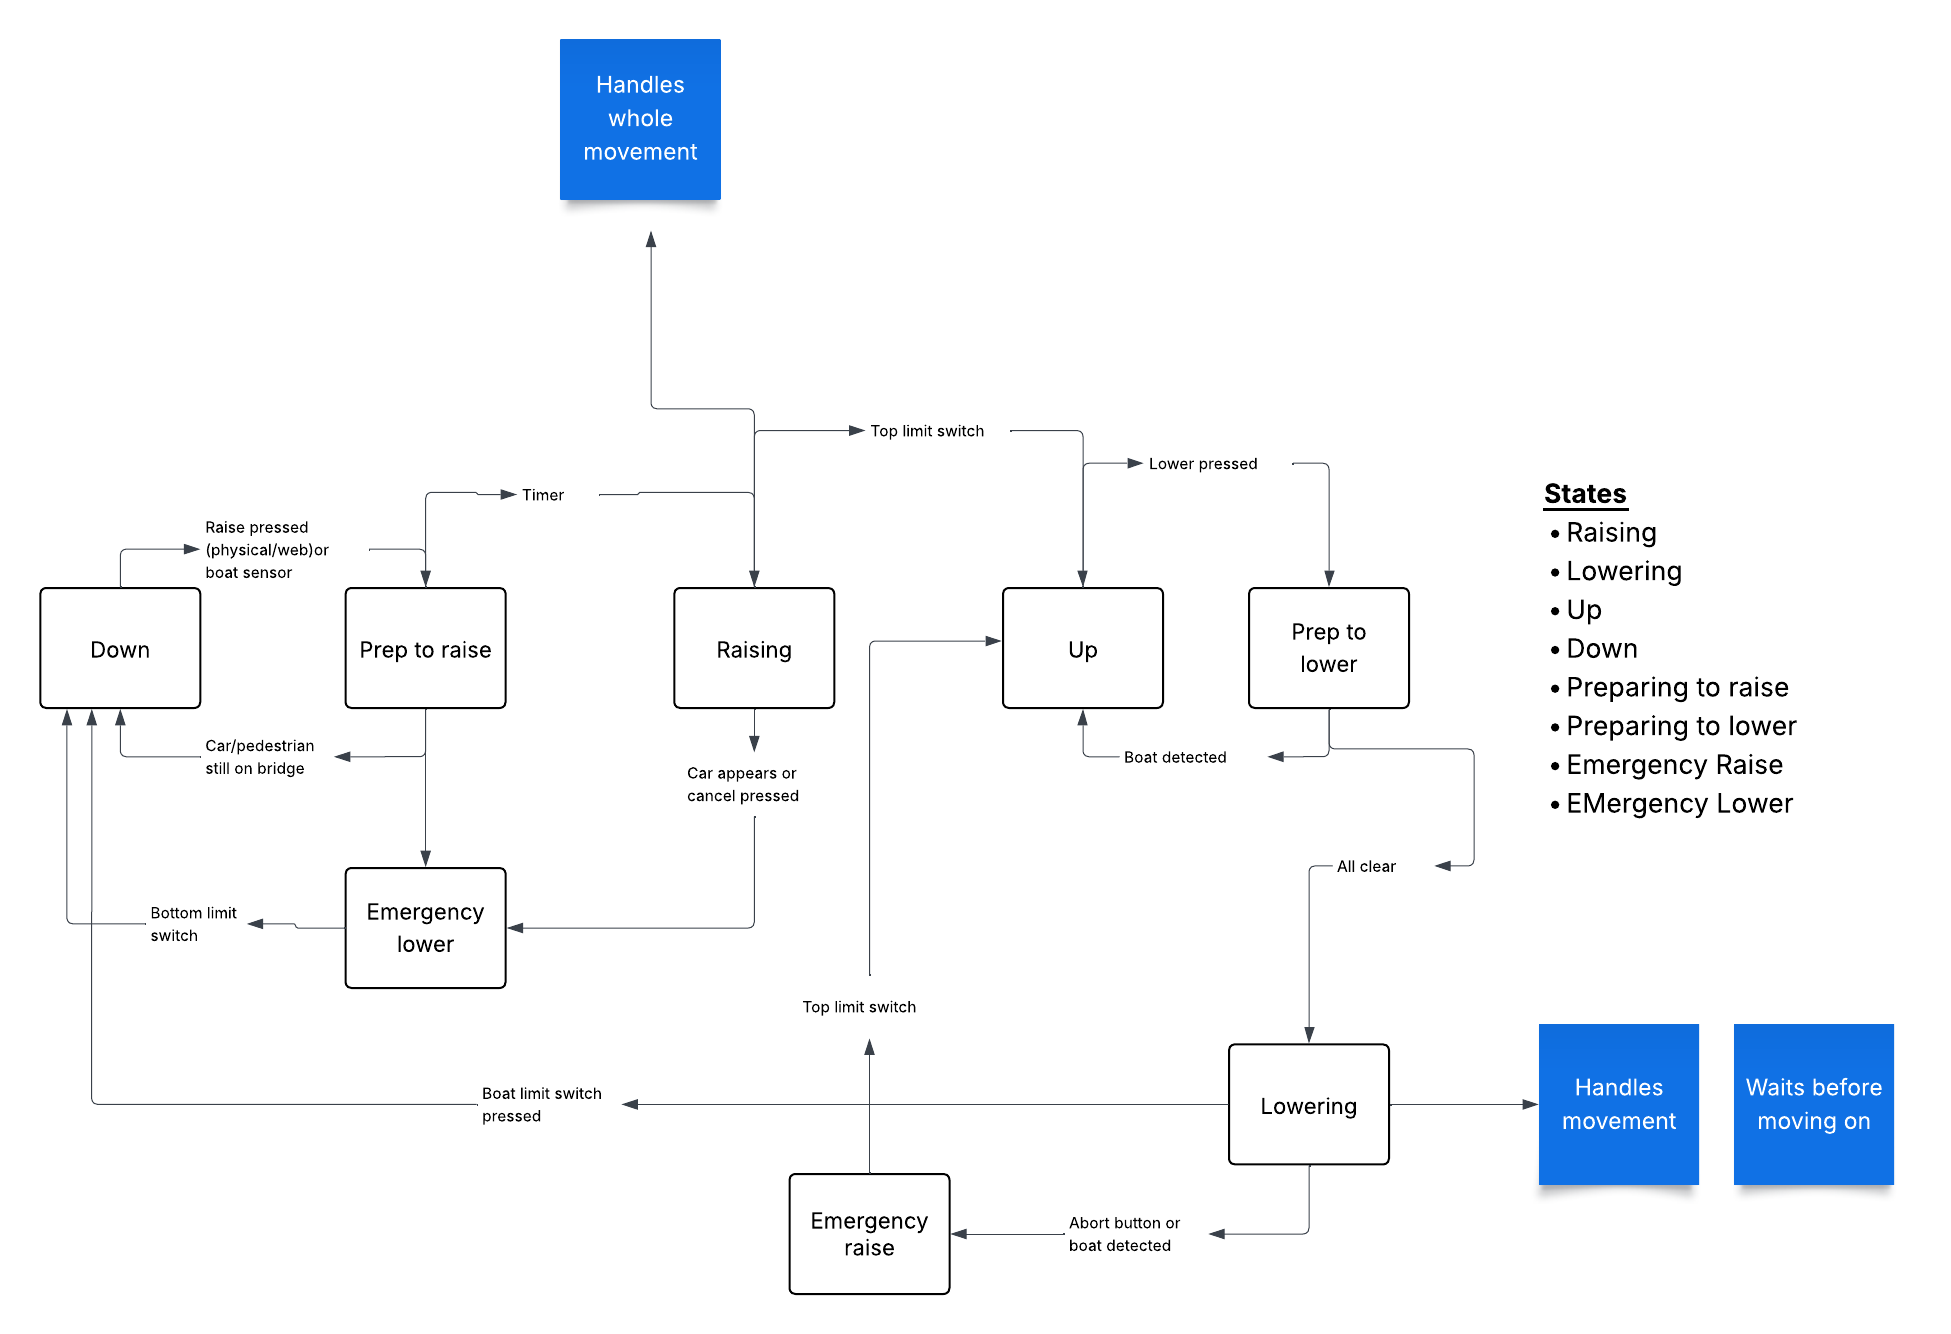 Handles
whole
movement
Top limit switch
Lower pressed
Timer
Raise pressed
(physical/web)or
boat sensor
Down
Prep to raise
Raising
Up
Prep to
lower
States
• Raising
• Lowering
• Up
• Down
• Preparing to raise
• Preparing to lower
• Emergency Raise
• EMergency Lower
Car/pedestrian
still on bridge
Car appears or
cancel pressed
Boat detected
All clear
Bottom limit
switch
Emergency
lower
Top limit switch
Boat limit switch
pressed
Lowering
Handles
movement
Waits before
moving on
Emergency
raise
Abort button or
boat detected